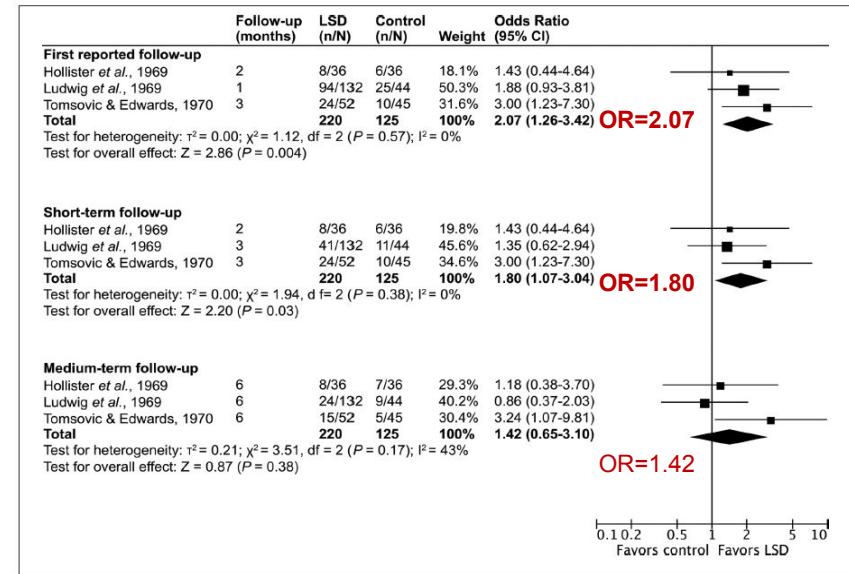 Follow-up LSD Control Odds Ratio
(months) (n/N) (n/N) Weight (95% CI)
First reported follow-up
Hollister et al., 1969 2 8/36 6/36 18.1% 1.43 (0.44-4.64)
Ludwig et al., 1969 1 94/132 25/44 50.3% 1.88 (0.93-3.81)
Tomsovic & Edwards, 1970 3 24/52 10/45 31.6% 3.00 (1.23-7.30)
Total 220 125 100% 2.07 (1.26-3.42) OR=2.07
Test for heterogeneity: τ² = 0.00; χ² = 1.12, df = 2 (P = 0.57); I² = 0%
Test for overall effect: Z = 2.86 (P = 0.004)
Short-term follow-up
Hollister et al., 1969 2 8/36 6/36 19.8% 1.43 (0.44-4.64)
Ludwig et al., 1969 3 41/132 11/44 45.6% 1.35 (0.62-2.94)
Tomsovic & Edwards, 1970 3 24/52 10/45 34.6% 3.00 (1.23-7.30)
Total 220 125 100% 1.80 (1.07-3.04) OR=1.80
Test for heterogeneity: τ² = 0.00; χ² = 1.94, d f= 2 (P = 0.38); I² = 0%
Test for overall effect: Z = 2.20 (P = 0.03)
Medium-term follow-up
Hollister et al., 1969 6 8/36 7/36 29.3% 1.18 (0.38-3.70)
Ludwig et al., 1969 6 24/132 9/44 40.2% 0.86 (0.37-2.03)
Tomsovic & Edwards, 1970 6 15/52 5/45 30.4% 3.24 (1.07-9.81)
Total 220 125 100% 1.42 (0.65-3.10)
Test for heterogeneity: τ² = 0.21; χ² = 3.51, df = 2 (P = 0.17); I² = 43%
OR=1.42
Test for overall effect: Z = 0.87 (P = 0.38)
0.1 0.2 0.5 1 2 5 10
Favors control Favors LSD